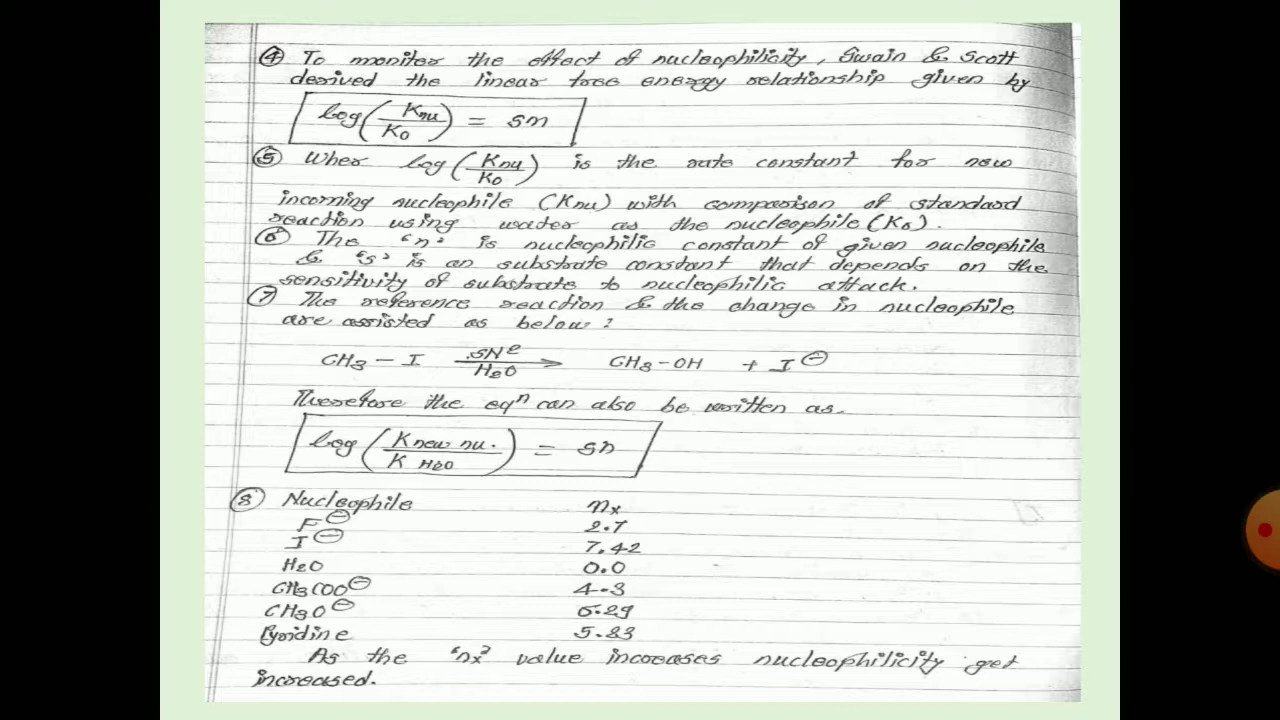 ④ To moniter the effect of nucleophilicity, Swain & Scott
derived the linear free energy relationship given by
log(Knu/K0) = sn
⑤ Wher log(Knu/K0) is the rate constant for new
incoming nucleophile (Knu) with comparison of standard
reaction using water as the nucleophile (K0).
⑥ The 'n' is nucleophilic constant of given nucleophile
& 's' is an substrate constant that depends on the
sensitivity of substrate to nucleophilic attack.
⑦ The reference reaction & the change in nucleophile
are assisted as below:
CH3 – I SN2/H2O → CH3-OH + I⊖
Therefore the eqn can also be written as
log(Knew nu./K H2O) = sn
⑧ Nucleophile nx
F⊖ 2.7
I⊖ 7.42
H2O 0.0
CH3COO⊖ 4.3
CH3O⊖ 6.29
Pyridine 5.23
As the 'nx' value increases nucleophilicity get
increased.